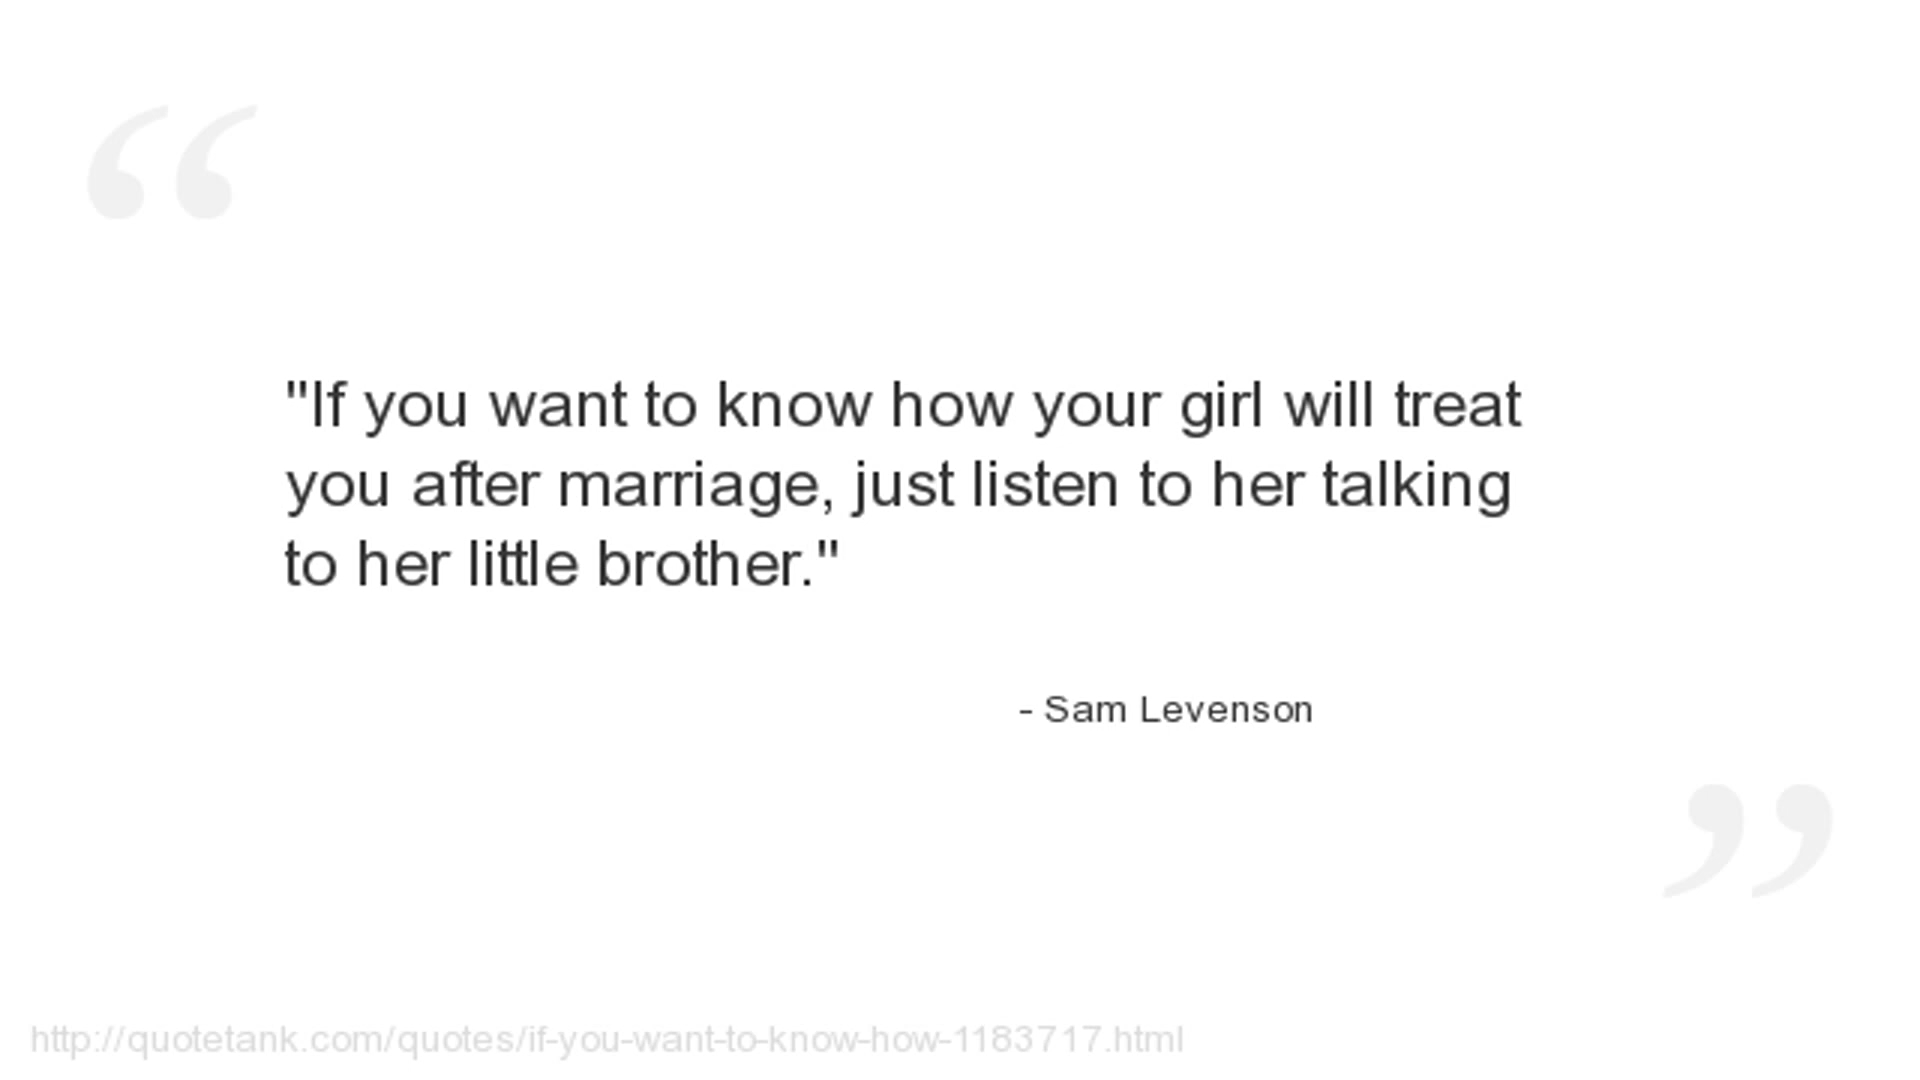 "If you want to know how your girl will treat
you after marriage, just listen to her talking
to her little brother."
- Sam Levenson
http://quotetank.com/quotes/if-you-want-to-know-how-1183717.html